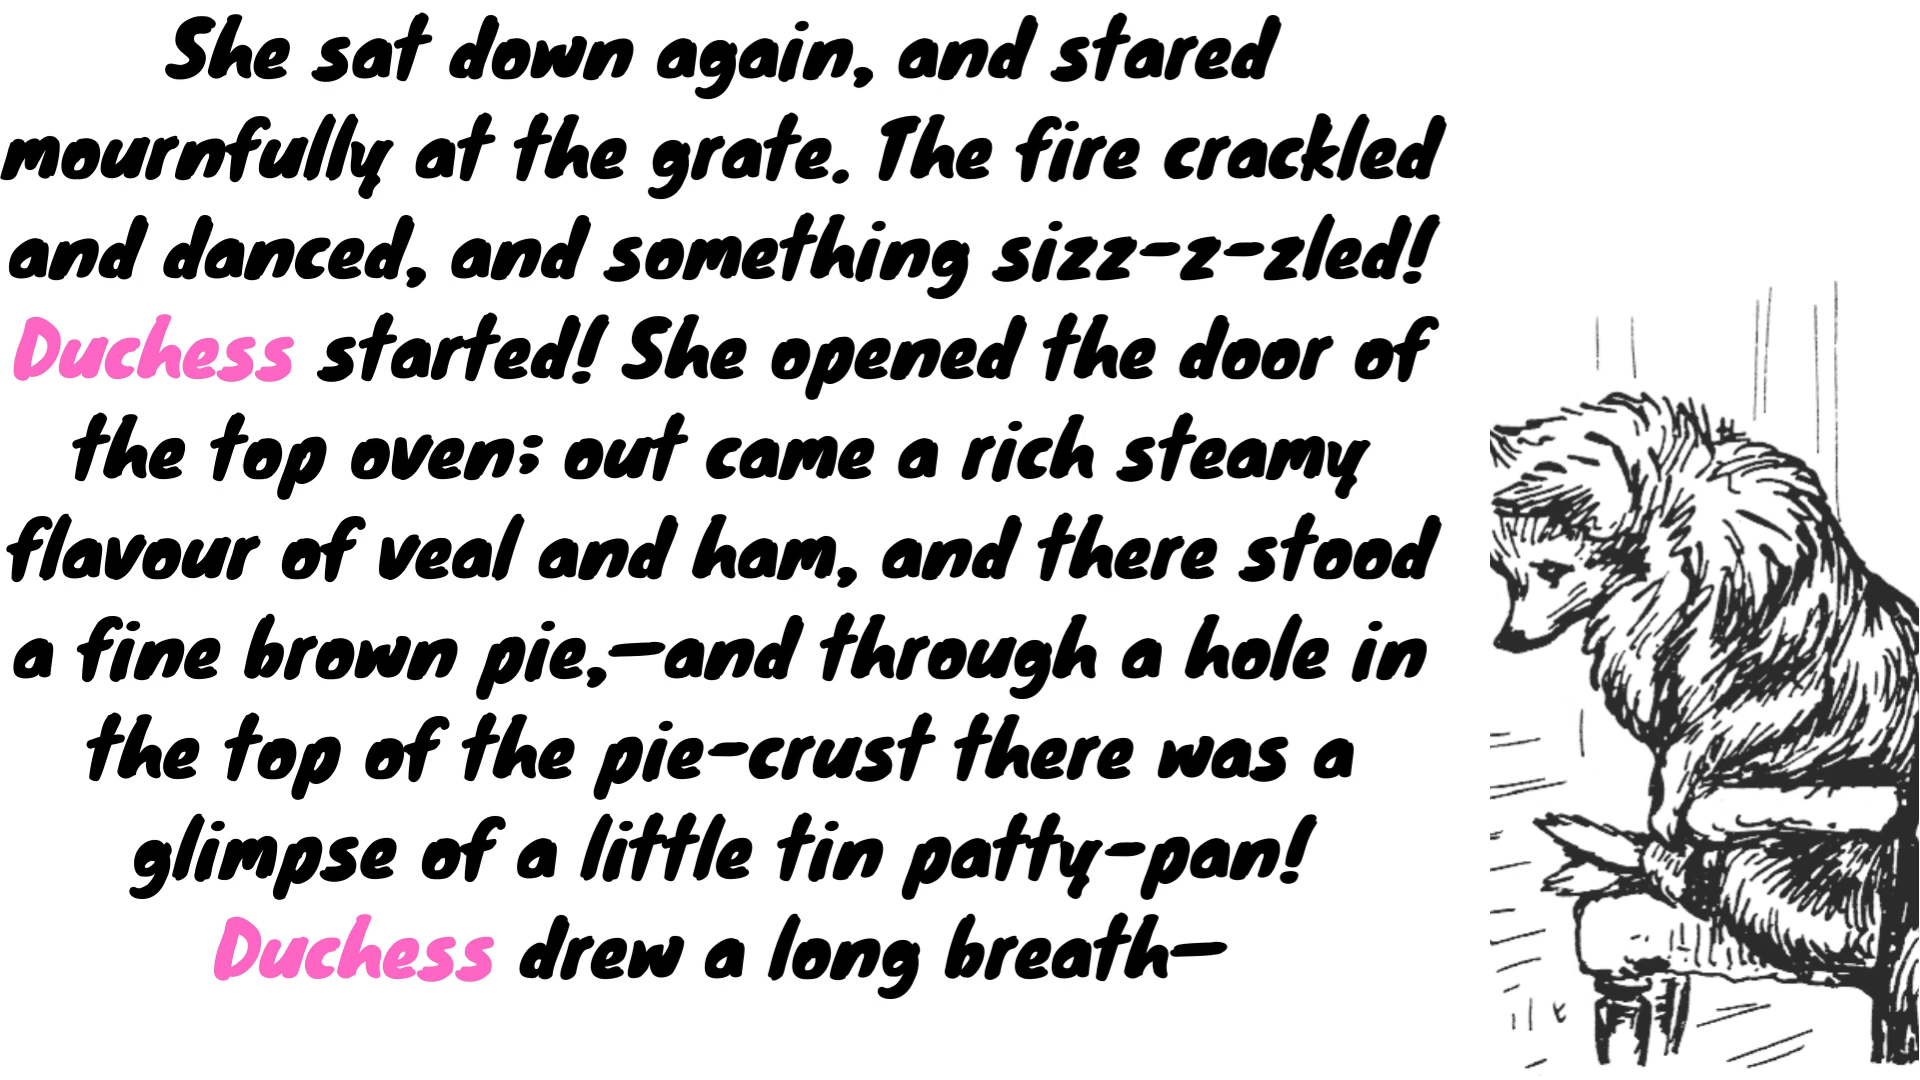 She sat down again, and stared
mournfully at the grate. The fire crackled
and danced, and something sizz-z-zled!
Duchess started! She opened the door of
the top oven; out came a rich steamy
flavour of veal and ham, and there stood
a fine brown pie,—and through a hole in
the top of the pie-crust there was a
glimpse of a little tin patty-pan!
Duchess drew a long breath—